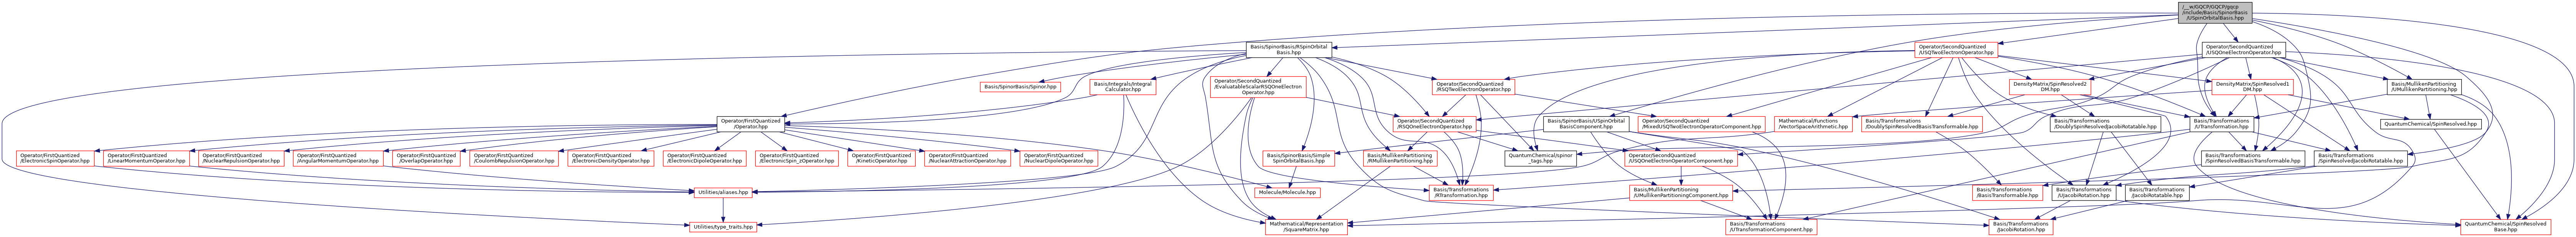 /__w/GQCP/GQCP/gqcp
/include/Basis/SpinorBasis
/USpinOrbitalBasis.hpp
Basis/SpinorBasis/RSpinOrbital
Basis.hpp
Operator/SecondQuantized
/USQTwoElectronOperator.hpp
Operator/SecondQuantized
/USQOneElectronOperator.hpp
Basis/SpinorBasis/Spinor.hpp
Basis/Integrals/Integral
Calculator.hpp
Operator/SecondQuantized
/EvaluatableScalarRSQOneElectron
Operator.hpp
Operator/SecondQuantized
/RSQTwoElectronOperator.hpp
DensityMatrix/SpinResolved2
DM.hpp
DensityMatrix/SpinResolved1
DM.hpp
Basis/MullikenPartitioning
/UMullikenPartitioning.hpp
Operator/FirstQuantized
/Operator.hpp
Operator/SecondQuantized
/RSQOneElectronOperator.hpp
Basis/SpinorBasis/USpinOrbital
BasisComponent.hpp
Operator/SecondQuantized
/MixedUSQTwoElectronOperatorComponent.hpp
Mathematical/Functions
/VectorSpaceArithmetic.hpp
Basis/Transformations
/DoublySpinResolvedBasisTransformable.hpp
Basis/Transformations
/DoublySpinResolvedJacobiRotatable.hpp
Basis/Transformations
/UTransformation.hpp
QuantumChemical/SpinResolved.hpp
Operator/FirstQuantized
/ElectronicSpinOperator.hpp
Operator/FirstQuantized
/LinearMomentumOperator.hpp
Operator/FirstQuantized
/NuclearRepulsionOperator.hpp
Operator/FirstQuantized
/AngularMomentumOperator.hpp
Operator/FirstQuantized
/OverlapOperator.hpp
Operator/FirstQuantized
/CoulombRepulsionOperator.hpp
Operator/FirstQuantized
/ElectronicDensityOperator.hpp
Operator/FirstQuantized
/ElectronicDipoleOperator.hpp
Operator/FirstQuantized
/ElectronicSpin_zOperator.hpp
Operator/FirstQuantized
/KineticOperator.hpp
Operator/FirstQuantized
/NuclearAttractionOperator.hpp
Operator/FirstQuantized
/NuclearDipoleOperator.hpp
Basis/SpinorBasis/Simple
SpinOrbitalBasis.hpp
Basis/MullikenPartitioning
/RMullikenPartitioning.hpp
QuantumChemical/spinor
_tags.hpp
Operator/SecondQuantized
/USQOneElectronOperatorComponent.hpp
Basis/Transformations
/SpinResolvedBasisTransformable.hpp
Basis/Transformations
/SpinResolvedJacobiRotatable.hpp
Utilities/aliases.hpp
Molecule/Molecule.hpp
Basis/Transformations
/RTransformation.hpp
Basis/MullikenPartitioning
/UMullikenPartitioningComponent.hpp
Basis/Transformations
/BasisTransformable.hpp
Basis/Transformations
/UJacobiRotation.hpp
Basis/Transformations
/JacobiRotatable.hpp
Utilities/type_traits.hpp
Mathematical/Representation
/SquareMatrix.hpp
Basis/Transformations
/UTransformationComponent.hpp
Basis/Transformations
/JacobiRotation.hpp
QuantumChemical/SpinResolved
Base.hpp